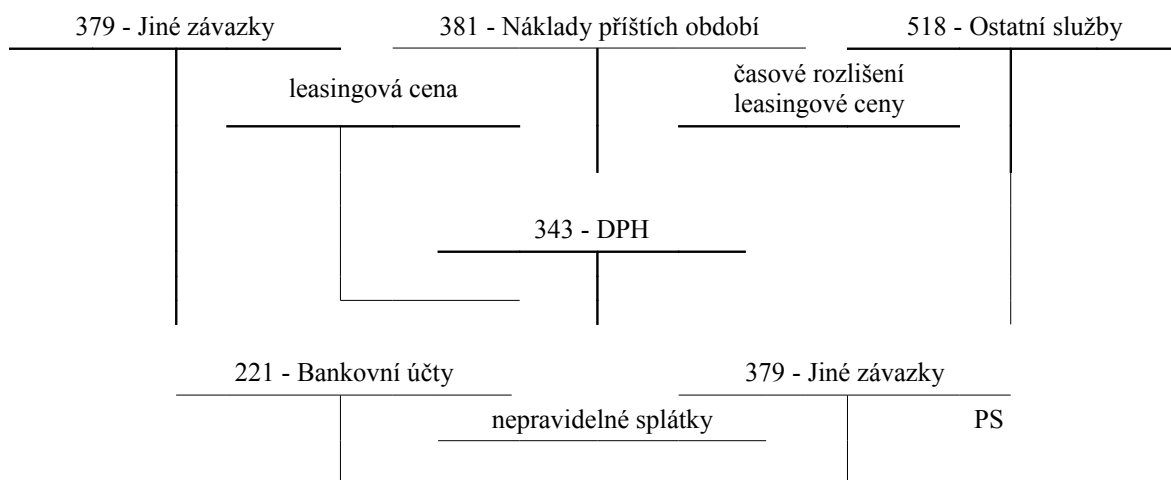 379 - Jiné závazky 381 - Náklady příštích období 518 - Ostatní služby
leasingová cena
časové rozlišení
leasingové ceny
343 - DPH
221 - Bankovní účty 379 - Jiné závazky
nepravidelné splátky PS